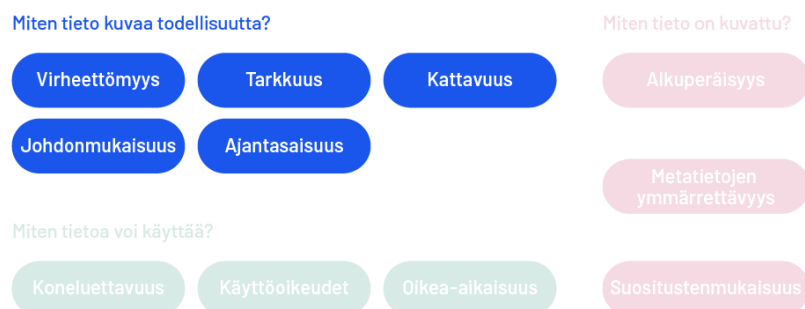 Miten tieto kuvaa todellisuutta?
Virheettömyys
Tarkkuus
Kattavuus
Johdonmukaisuus
Ajantasaisuus
Miten tietoa voi käyttää?
Koneluettavuus
Käyttöoikeudet
Oikea-aikaisuus
Miten tieto on kuvattu?
Alkuperäisyys
Metatietojen
ymmärrettävyys
Suositustenmukaisuus